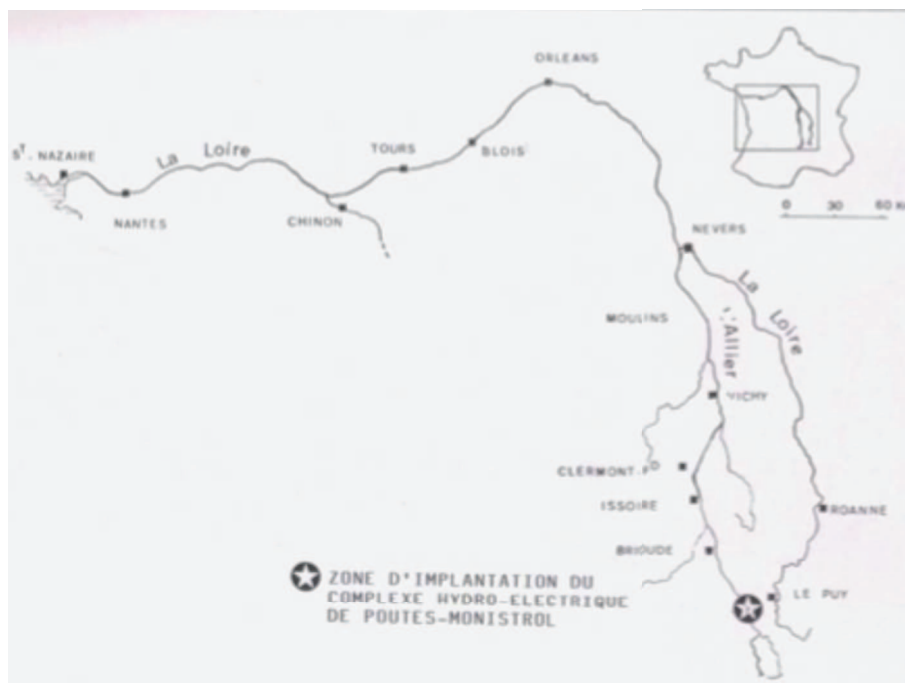 ORLEANS
ST. NAZAIRE
La Loire
TOURS
BLOIS
NANTES
CHINON
0 30 60 K
NEVERS
La Loire
MOULINS
L'Allier
VICHY
CLERMONT-FD
ISSOIRE
ROANNE
BRIOUDE
LE PUY
ZONE D'IMPLANTATION DU
COMPLEXE HYDRO-ELECTRIQUE
DE POUTES-MONISTROL